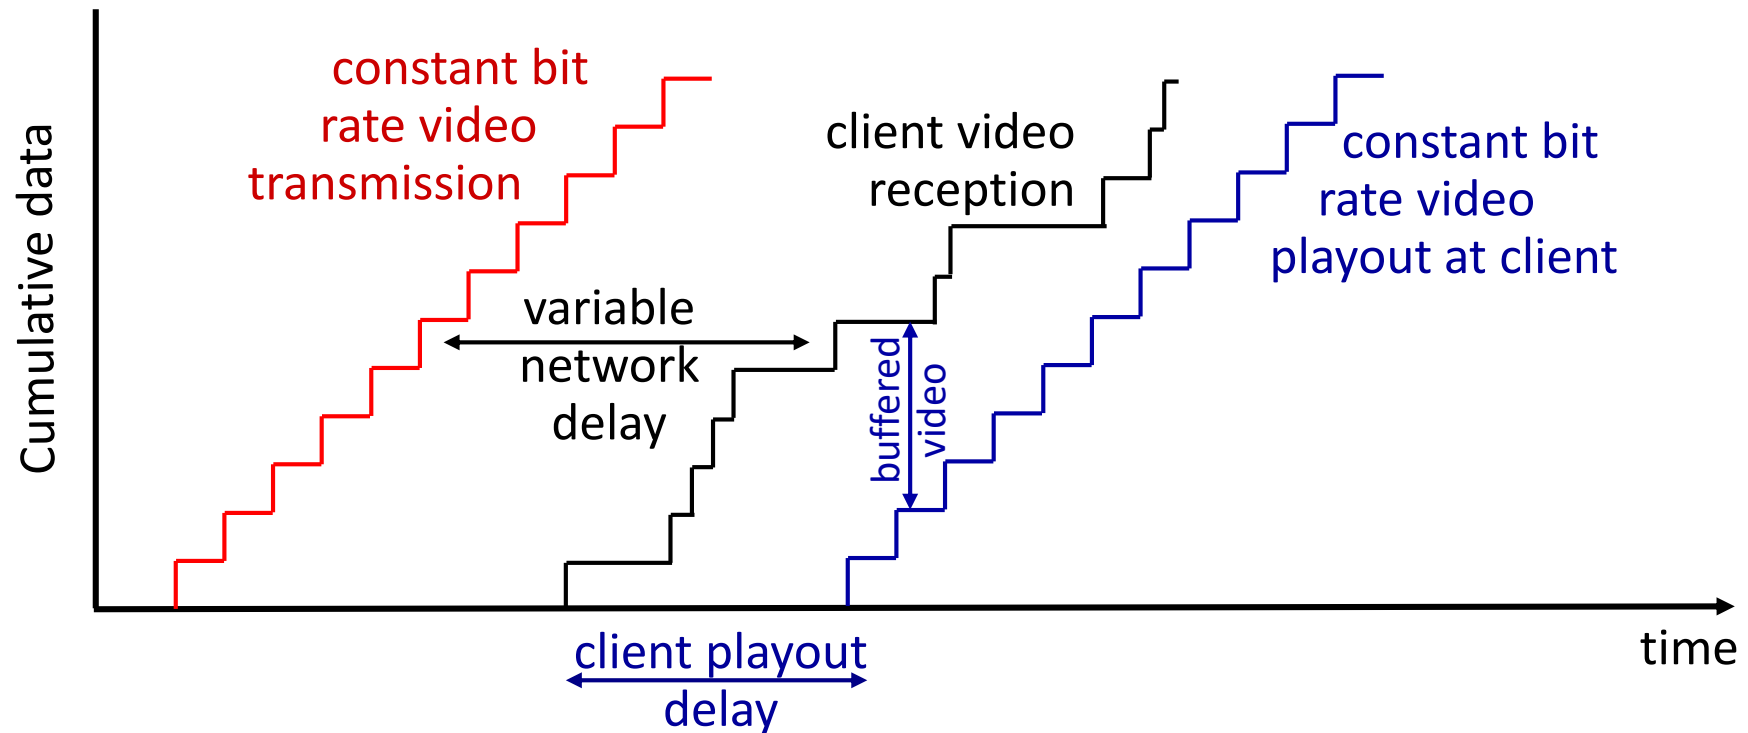 Cumulative data
constant bit
rate video
transmission
variable
network
delay
client video
reception
buffered
video
constant bit
rate video
playout at client
client playout
delay
time